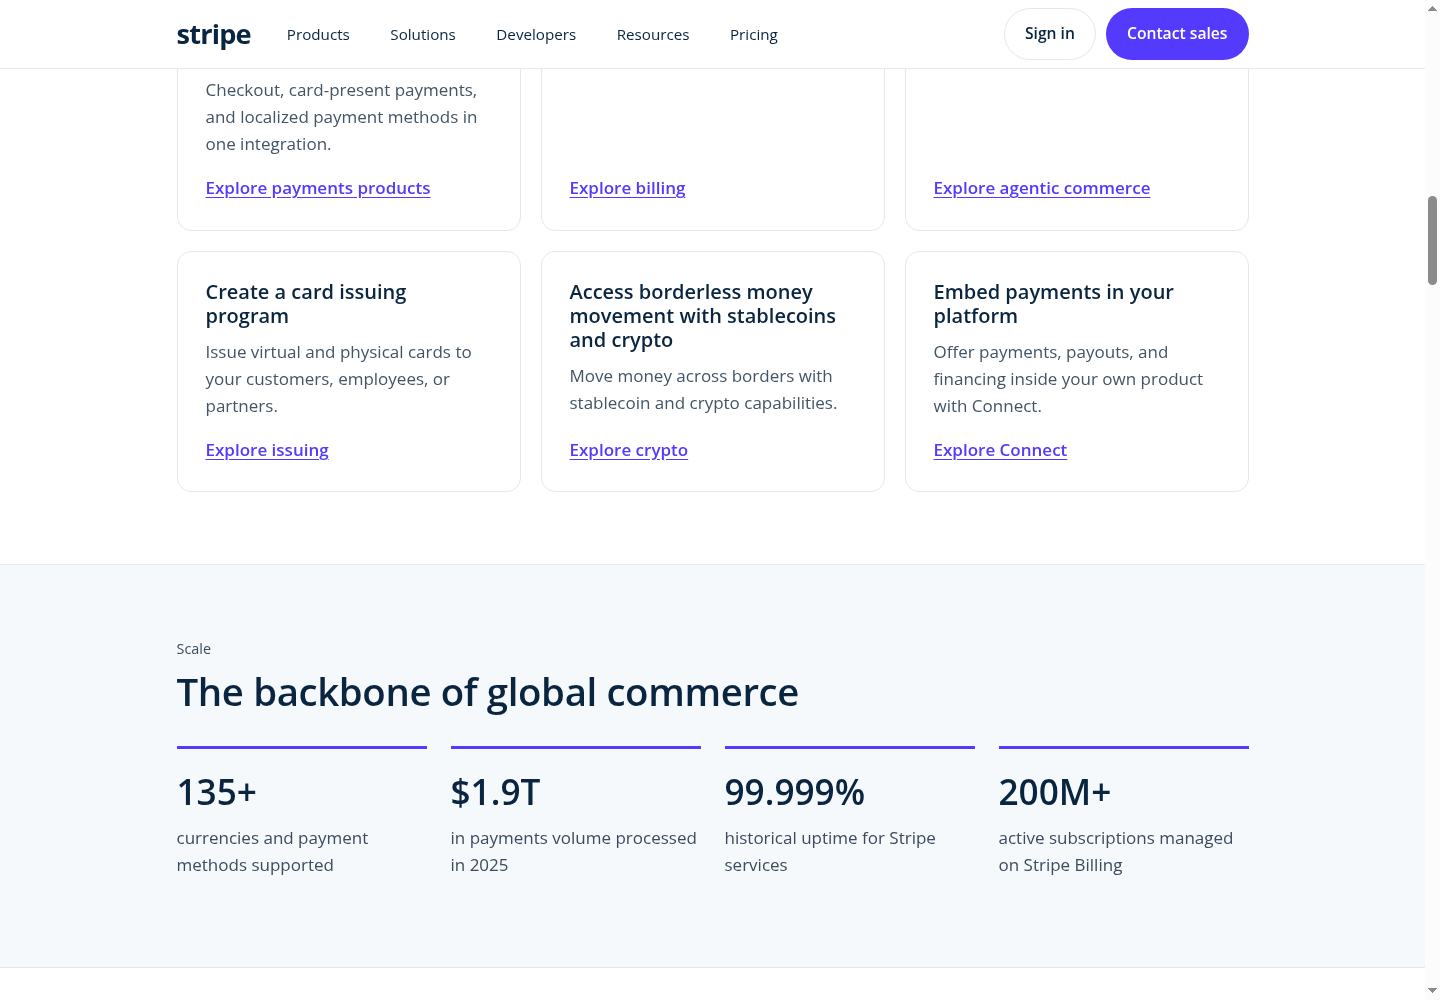 stripe
Products
Solutions
Developers
Resources
Pricing
Sign in
Contact sales
Checkout, card-present payments,
and localized payment methods in
one integration.
Explore payments products
Explore billing
Explore agentic commerce
Create a card issuing
program
Issue virtual and physical cards to
your customers, employees, or
partners.
Explore issuing
Access borderless money
movement with stablecoins
and crypto
Move money across borders with
stablecoin and crypto capabilities.
Explore crypto
Embed payments in your
platform
Offer payments, payouts, and
financing inside your own product
with Connect.
Explore Connect
Scale
The backbone of global commerce
135+
currencies and payment
methods supported
$1.9T
in payments volume processed
in 2025
99.999%
historical uptime for Stripe
services
200M+
active subscriptions managed
on Stripe Billing